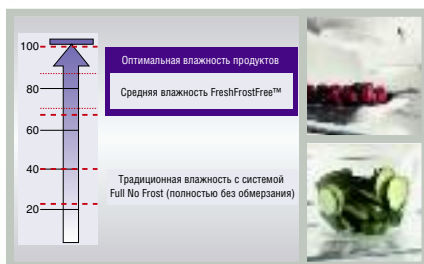 100
Оптимальная влажность продуктов
80
Средняя влажность FreshFrostFree™
60
40
Традиционная влажность с системой
Full No Frost (полностью без обмерзания)
20